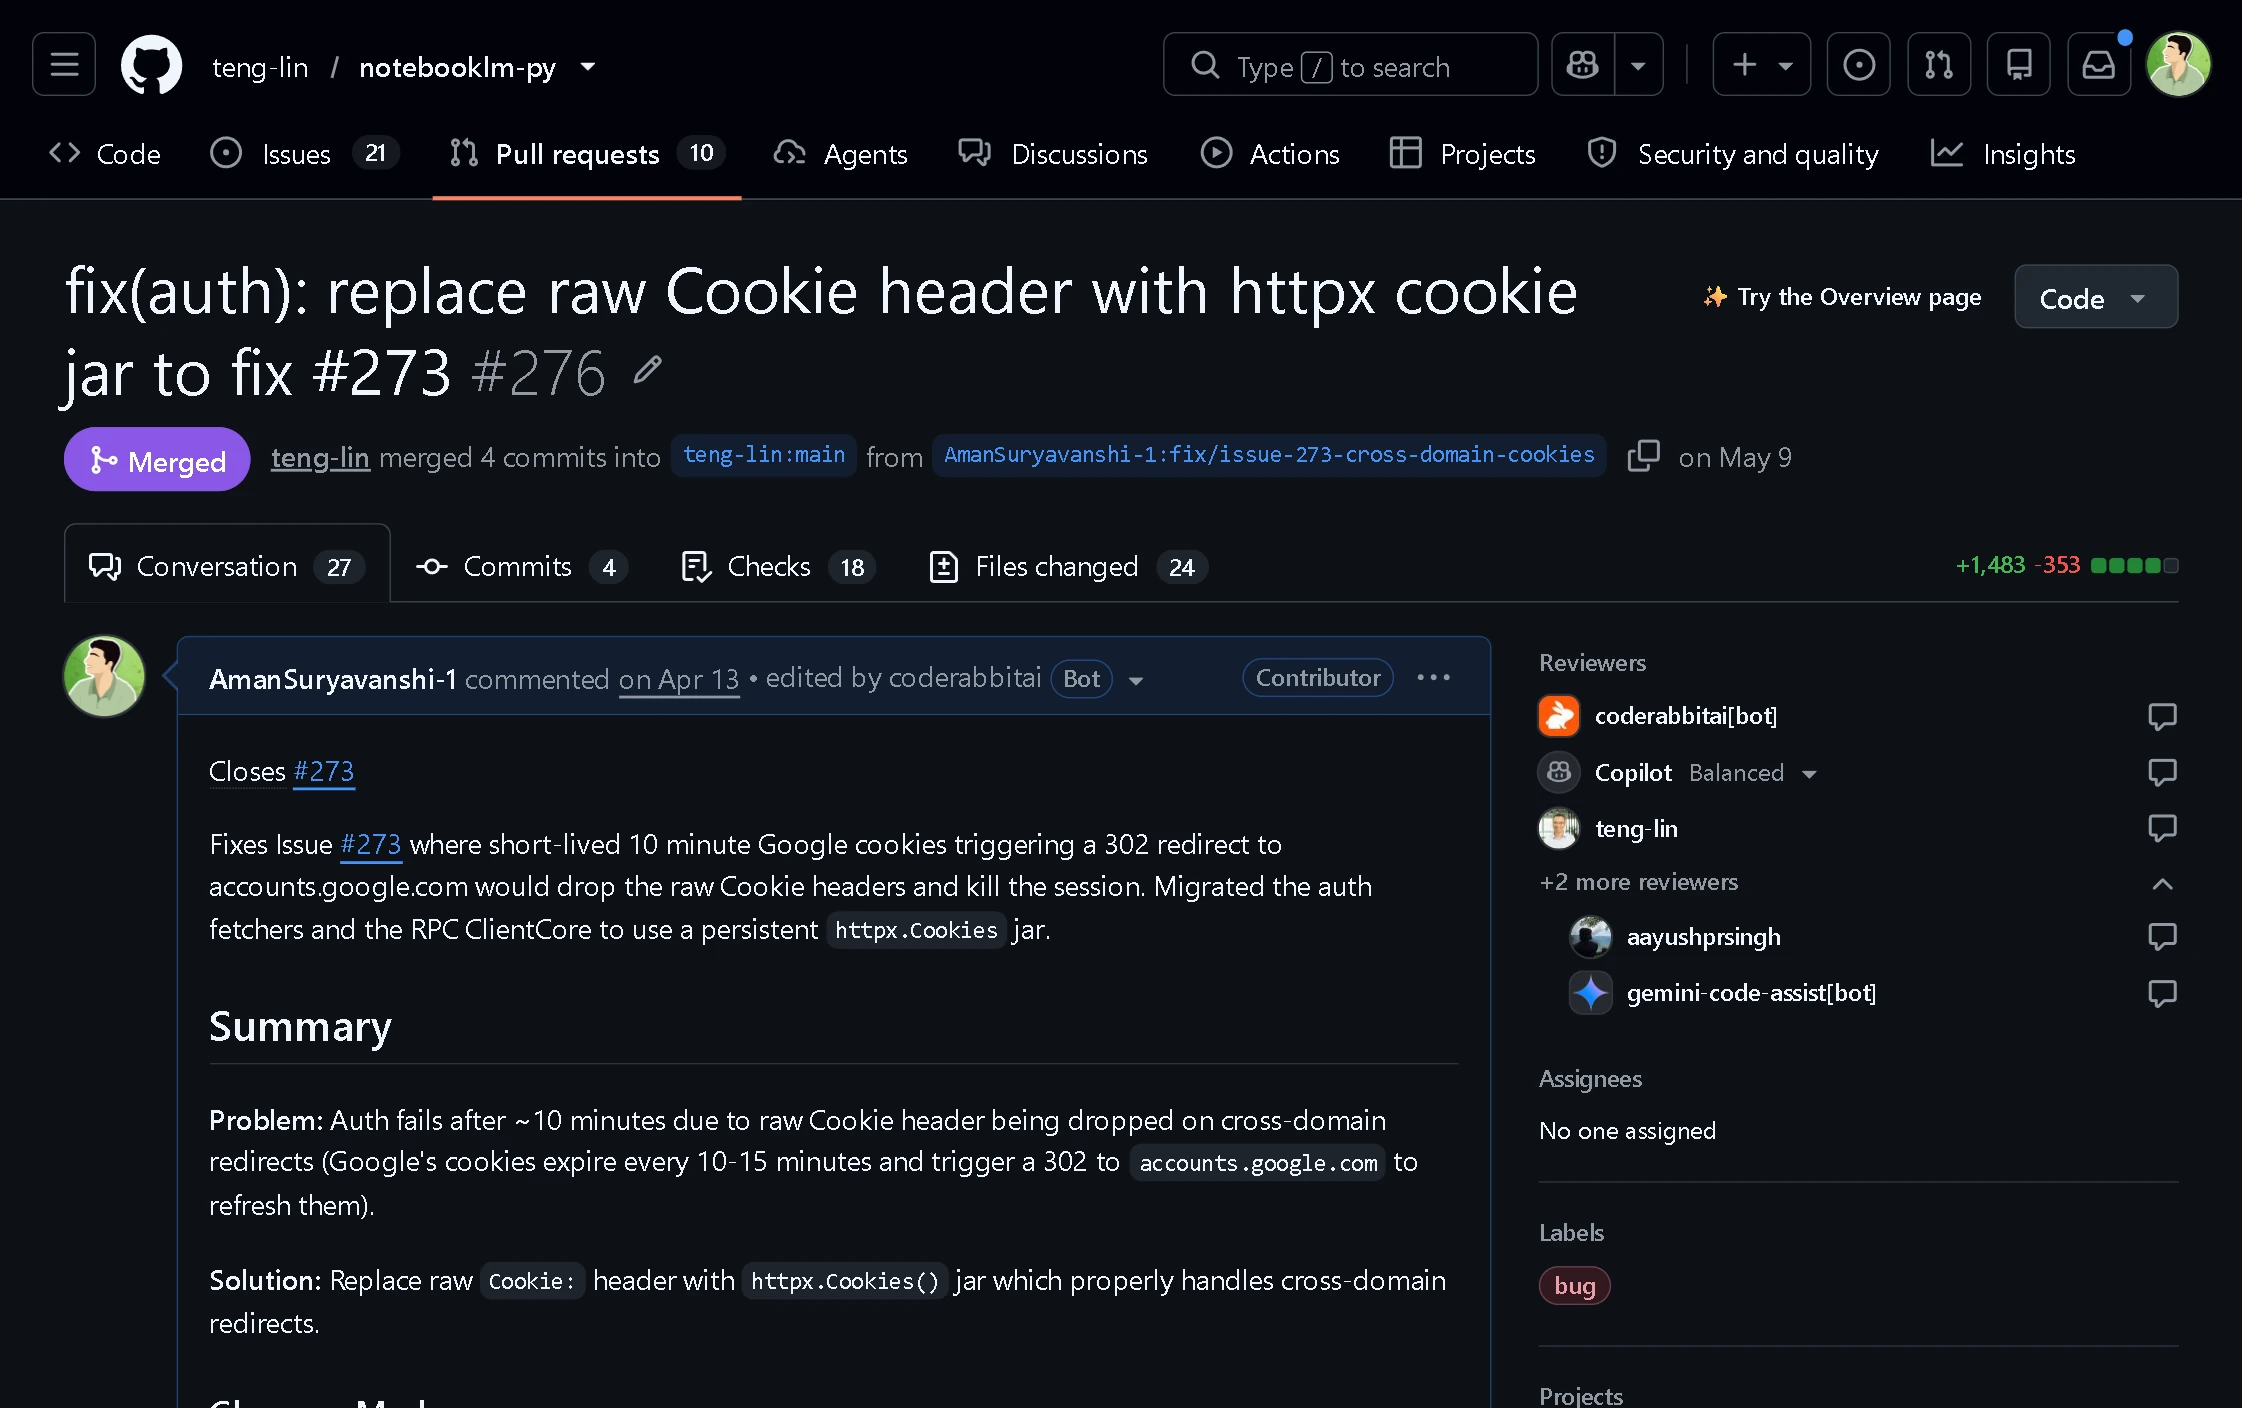 teng-lin / notebooklm-py
Type / to search
Code
Issues 21
Pull requests 10
Agents
Discussions
Actions
Projects
Security and quality
Insights
fix(auth): replace raw Cookie header with httpx cookie
jar to fix #273 #276
Try the Overview page
Code
Merged
teng-lin merged 4 commits into teng-lin:main from AmanSuryavanshi-1:fix/issue-273-cross-domain-cookies on May 9
Conversation 27
Commits 4
Checks 18
Files changed 24
+1,483 -353
AmanSuryavanshi-1 commented on Apr 13 • edited by coderabbitai Bot
Contributor
Closes #273
Fixes Issue #273 where short-lived 10 minute Google cookies triggering a 302 redirect to
accounts.google.com would drop the raw Cookie headers and kill the session. Migrated the auth
fetchers and the RPC ClientCore to use a persistent httpx.Cookies jar.
Summary
Problem: Auth fails after ~10 minutes due to raw Cookie header being dropped on cross-domain
redirects (Google's cookies expire every 10-15 minutes and trigger a 302 to accounts.google.com to
refresh them).
Solution: Replace raw Cookie: header with httpx.Cookies() jar which properly handles cross-domain
redirects.
Reviewers
coderabbitai[bot]
Copilot Balanced
teng-lin
+2 more reviewers
aayushprsingh
gemini-code-assist[bot]
Assignees
No one assigned
Labels
bug
Projects